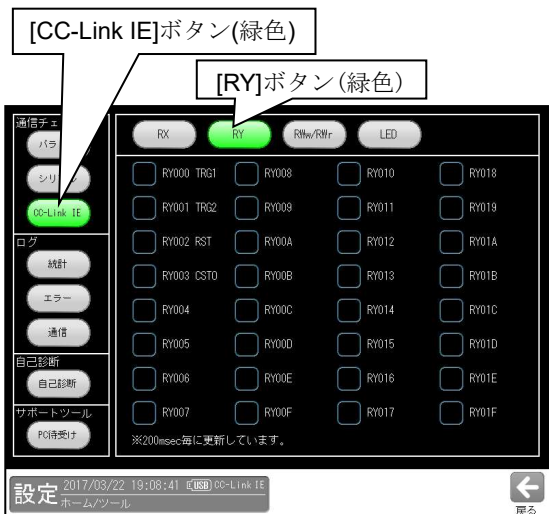 [CC-Link IE]ボタン(緑色)
[RY]ボタン(緑色)
通信チェ
パラ
シリ ル
CC-Link IE
ログ
統計
エラー
通信
自己診断
自己診断
サポートツール
PC待受け
RX RY RWw/RWr LED
RY000 TRG1 RY008 RY010 RY018
RY001 TRG2 RY009 RY011 RY019
RY002 RST RY00A RY012 RY01A
RY003 CSTO RY00B RY013 RY01B
RY004 RY00C RY014 RY01C
RY005 RY00D RY015 RY01D
RY006 RY00E RY016 RY01E
RY007 RY00F RY017 RY01F
※200msec毎に更新しています。
設定 2017/03/22 19:08:41 USB CC-Link IE
ホーム/ツール
戻る